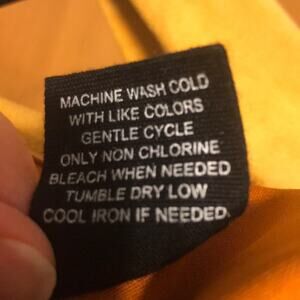 MACHINE WASH COLD
WITH LIKE COLORS
GENTLE CYCLE
ONLY NON CHLORINE
BLEACH WHEN NEEDED
TUMBLE DRY LOW
COOL IRON IF NEEDED.